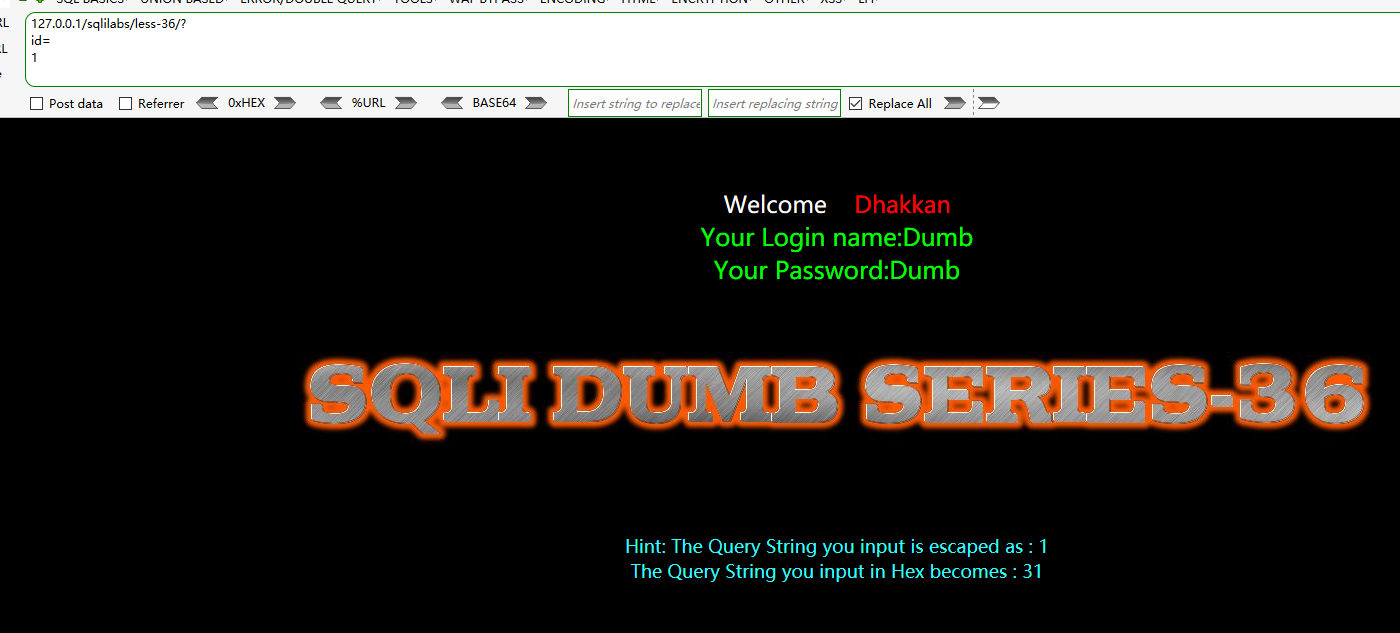 SQL BASICS UNION BASED ERROR/DOUBLE QUERY TOOLS WAF BYPASS ENCODING HTML ENCRYPTION OTHER XSS LFI
127.0.0.1/sqlilabs/less-36/?
id=
1
Post data Referrer 0xHEX %URL BASE64 Insert string to replace Insert replacing string Replace All
Welcome Dhakkan
Your Login name:Dumb
Your Password:Dumb
SQLI DUMB SERIES-36
Hint: The Query String you input is escaped as : 1
The Query String you input in Hex becomes : 31